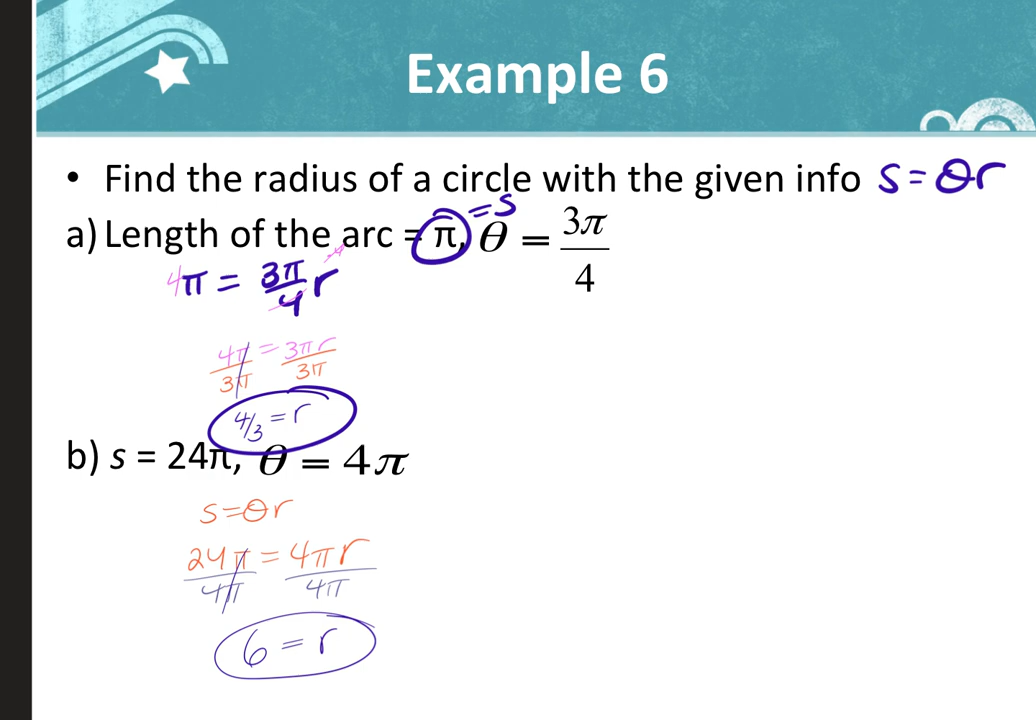 Example 6
• Find the radius of a circle with the given info s = θr
a) Length of the arc = π, = s θ = 3π/4
4π = 3π/4 r · 4
4π/3π = 3πr/3π
4/3 = r
b) s = 24π, θ = 4π
s = θr
24π/4π = 4πr/4π
6 = r